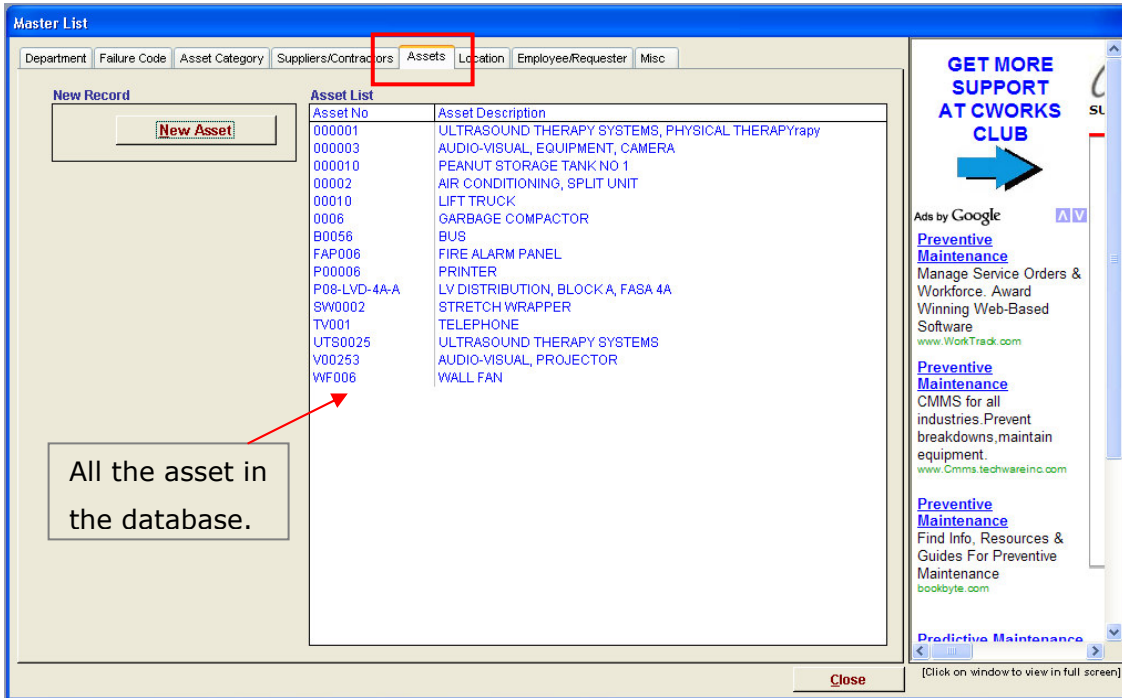 Master List
Department Failure Code Asset Category Suppliers/Contractors Assets Location Employee/Requester Misc
New Record
New Asset
Asset List
Asset No Asset Description
000001 ULTRASOUND THERAPY SYSTEMS, PHYSICAL THERAPYrapy
000003 AUDIO-VISUAL, EQUIPMENT, CAMERA
000010 PEANUT STORAGE TANK NO 1
00002 AIR CONDITIONING, SPLIT UNIT
00010 LIFT TRUCK
0006 GARBAGE COMPACTOR
B0056 BUS
FAP006 FIRE ALARM PANEL
P00006 PRINTER
P08-LVD-4A-A LV DISTRIBUTION, BLOCK A, FASA 4A
SW0002 STRETCH WRAPPER
TV001 TELEPHONE
UTS0025 ULTRASOUND THERAPY SYSTEMS
V00253 AUDIO-VISUAL, PROJECTOR
WF006 WALL FAN
All the asset in
the database.
Close
GET MORE
SUPPORT
AT CWORKS
CLUB
Ads by Google
Preventive
Maintenance
Manage Service Orders &
Workforce. Award
Winning Web-Based
Software
www.WorkTrack.com
Preventive
Maintenance
CMMS for all
industries.Prevent
breakdowns,maintain
equipment.
www.Cmms.techwareinc.com
Preventive
Maintenance
Find Info, Resources &
Guides For Preventive
Maintenance
bookbyte.com
Predictive Maintenance
[Click on window to view in full screen]